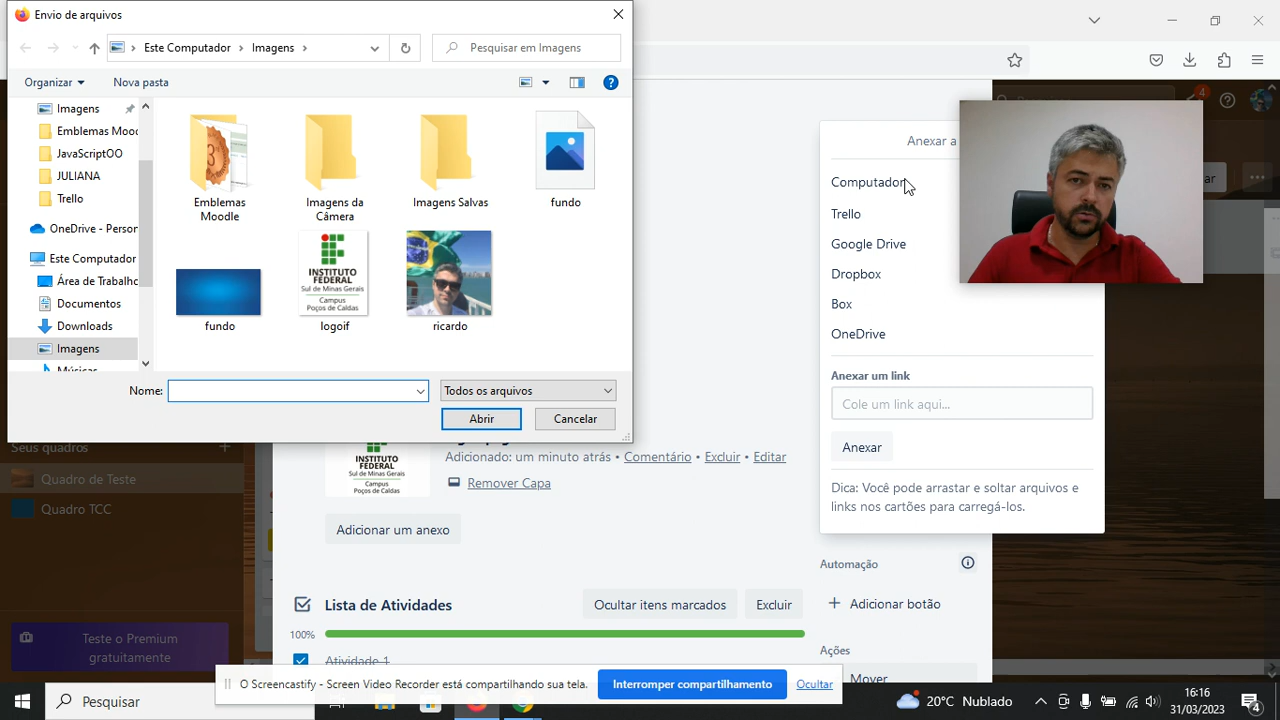 Envio de arquivos
Este Computador
Imagens
Pesquisar em Imagens
Organizar
Nova pasta
Imagens
Emblemas Mooc
JavaScriptOO
JULIANA
Trello
OneDrive - Person
Este Computador
Área de Trabalho
Documentos
Downloads
Imagens
Músicas
Emblemas
Moodle
Imagens da
Câmera
Imagens Salvas
fundo
INSTITUTO
FEDERAL
Sul de Minas Gerais
Campus
Poços de Caldas
fundo
logoif
ricardo
Nome:
Todos os arquivos
Abrir
Cancelar
4
Anexar a
Computador
Trello
Google Drive
Dropbox
Box
OneDrive
Anexar um link
Cole um link aqui...
Anexar
Dica: Você pode arrastar e soltar arquivos e
links nos cartões para carregá-los.
Seus quadros
Quadro de Teste
Quadro TCC
Teste o Premium
gratuitamente
INSTITUTO
FEDERAL
Sul de Minas Gerais
Campus
Poços de Caldas
Adicionado: um minuto atrás • Comentário • Excluir • Editar
Remover Capa
Adicionar um anexo
Lista de Atividades
Ocultar itens marcados
Excluir
100%
Atividade 1
Automação
Adicionar botão
Ações
Mover
O Screencastify - Screen Video Recorder está compartilhando sua tela.
Interromper compartilhamento
Ocultar
Pesquisar
20°C Nublado
16:16
31/03/2023
4